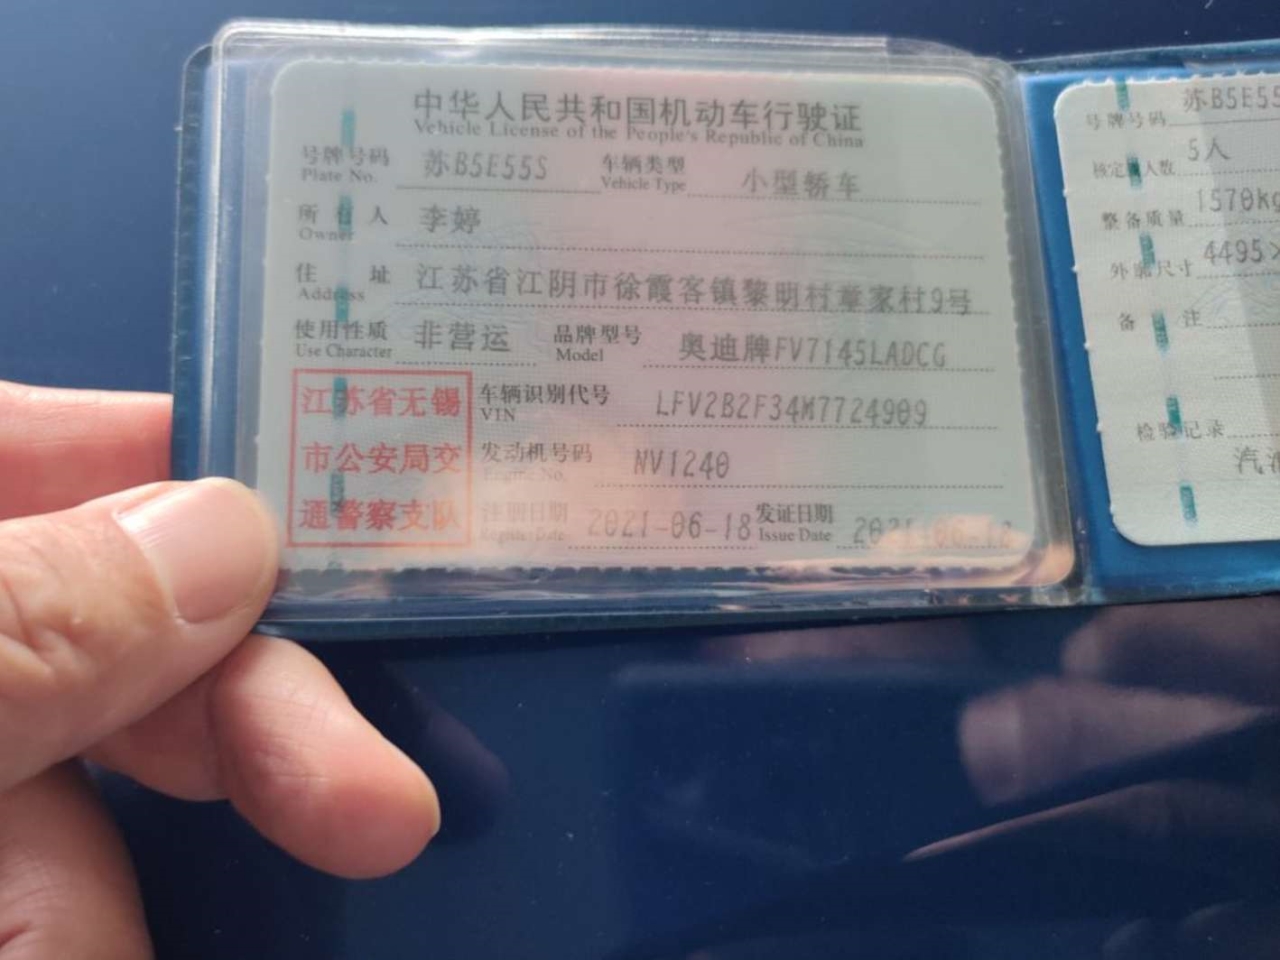 中华人民共和国机动车行驶证
Vehicle License of the People's Republic of China
号牌号码 苏B5E55S 车辆类型 小型轿车
Plate No. Vehicle Type
所有人 李婷
Owner
住址 江苏省江阴市徐霞客镇黎明村章家村9号
Address
使用性质 非营运 品牌型号 奥迪牌FV7145LADCG
Use Character Model
江苏省无锡
市公安局交
通警察支队
车辆识别代号 LFV2B2F34M7724909
VIN
发动机号码 NV1240
Engine No.
注册日期 2021-06-18 发证日期 2021-06-18
Register Date Issue Date
号牌号码 苏B5E55
核定人数 5人
整备质量 1570kg
外廓尺寸 4495×
备注
检验记录
汽油